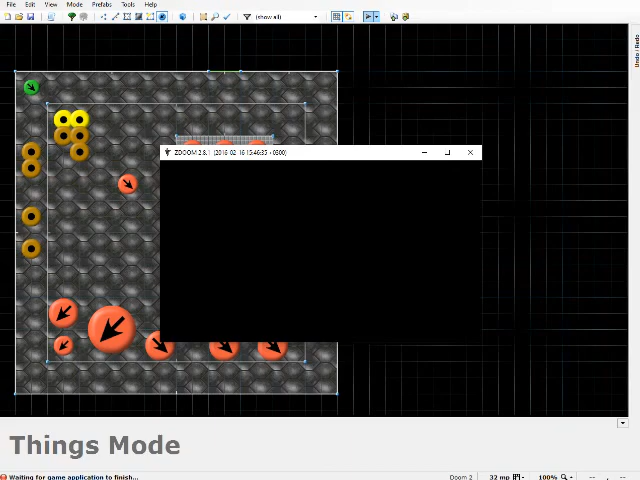 File Edit View Mode Prefabs Tools Help
(show all)
Undo / Redo
ZDOOM 2.8.1 (2016-02-16 15:46:35 +0300)
Things Mode
Waiting for game application to finish... Doom 2 32 mp 100% -- , --